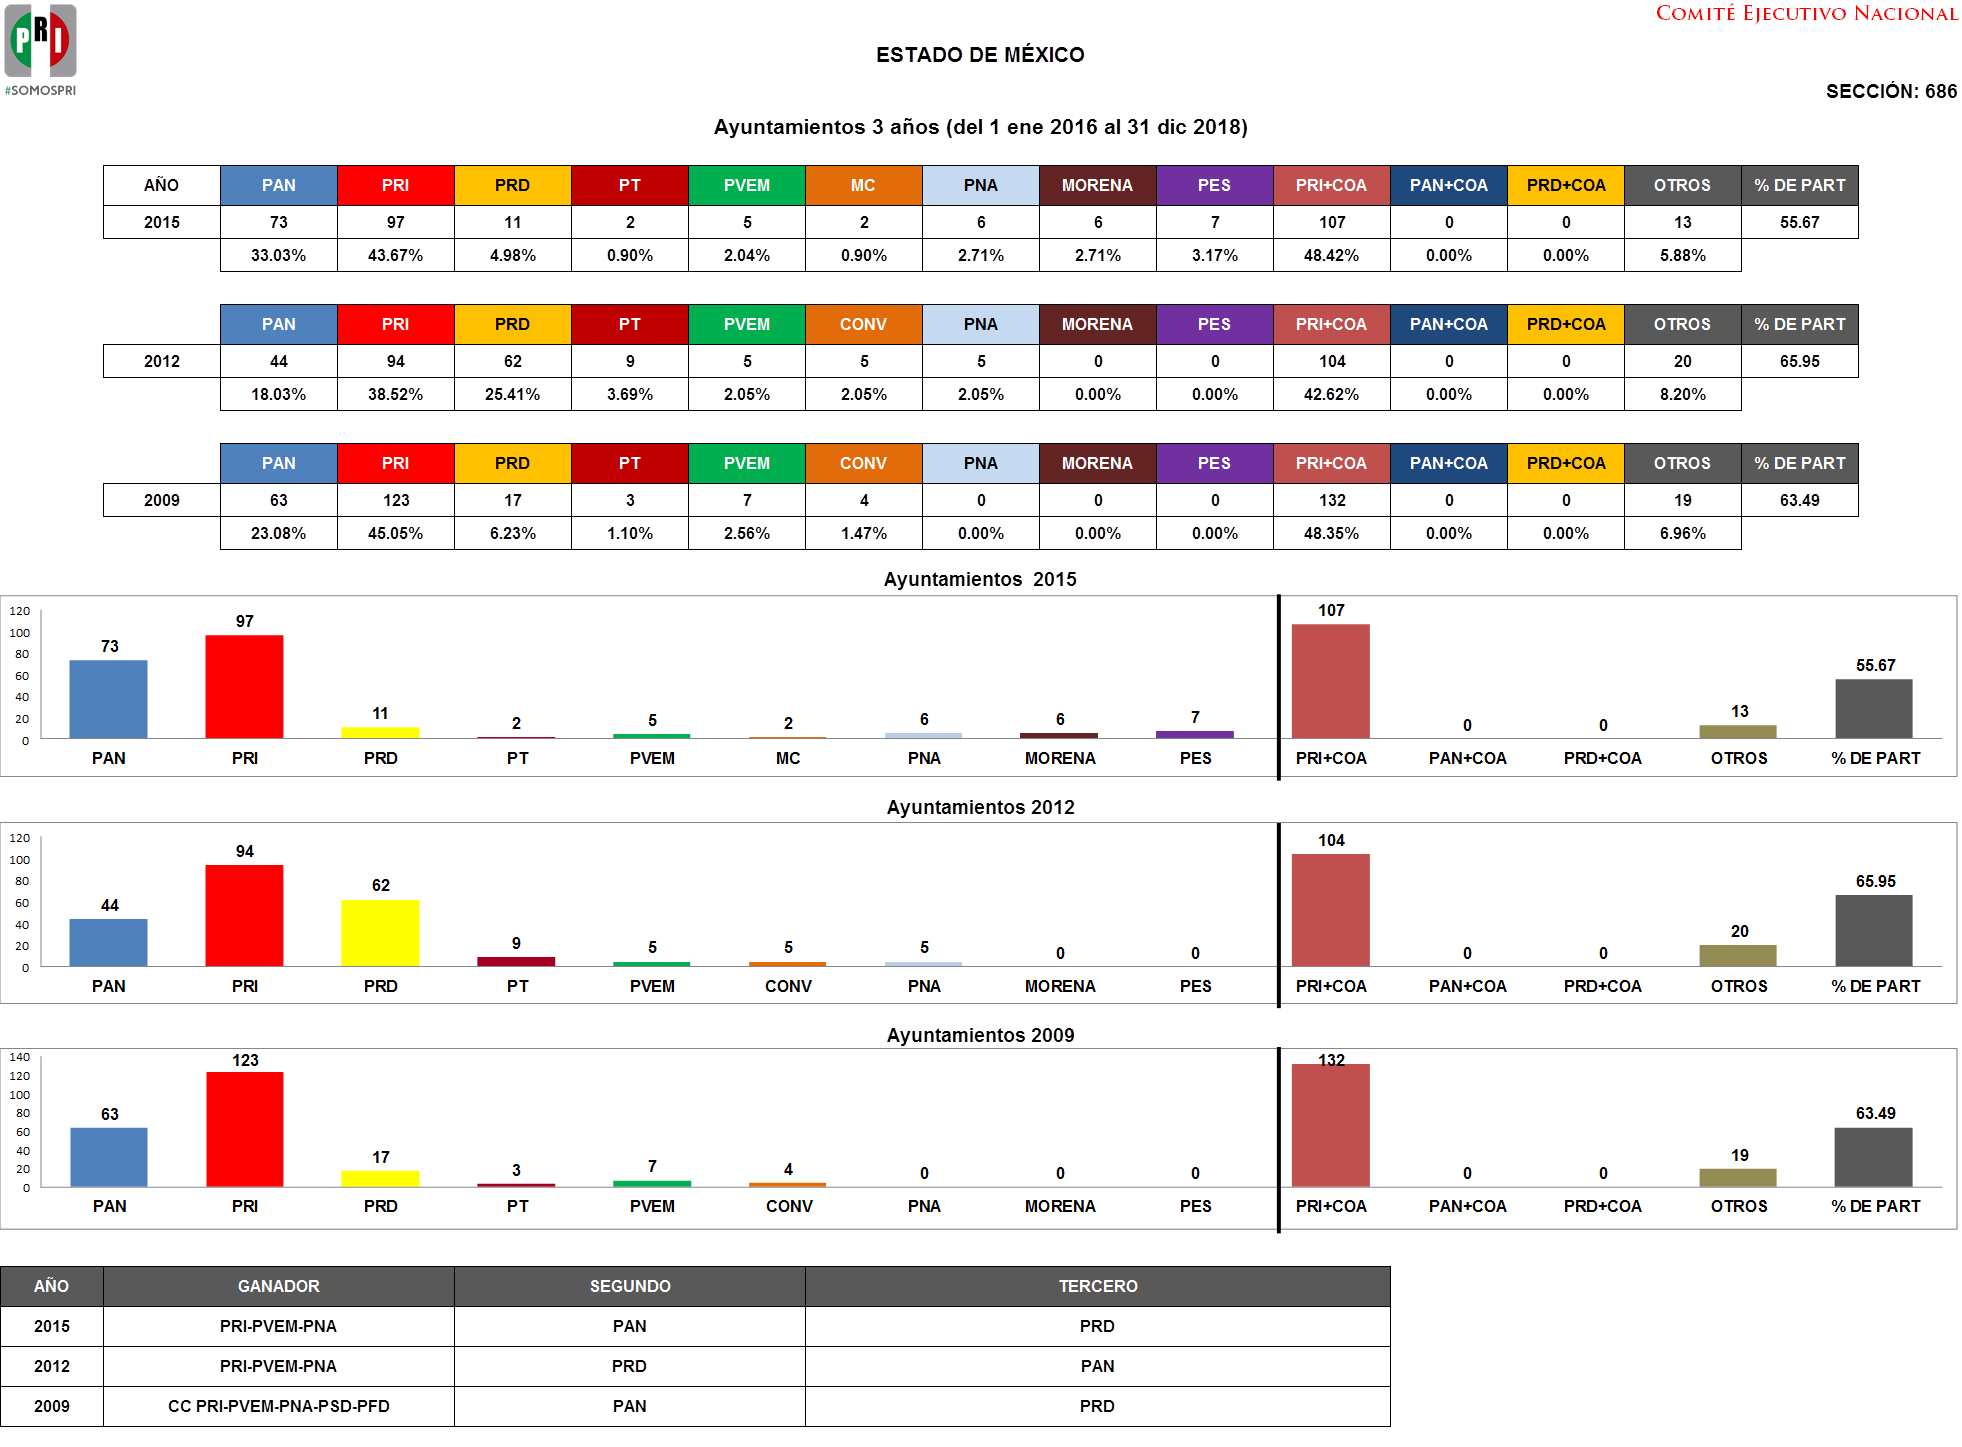 PRI
#SOMOSPRI
COMITÉ EJECUTIVO NACIONAL
ESTADO DE MÉXICO
SECCIÓN: 686
Ayuntamientos 3 años (del 1 ene 2016 al 31 dic 2018)
AÑO PAN PRI PRD PT PVEM MC PNA MORENA PES PRI+COA PAN+COA PRD+COA OTROS % DE PART
2015 73 97 11 2 5 2 6 6 7 107 0 0 13 55.67
33.03% 43.67% 4.98% 0.90% 2.04% 0.90% 2.71% 2.71% 3.17% 48.42% 0.00% 0.00% 5.88%
PAN PRI PRD PT PVEM CONV PNA MORENA PES PRI+COA PAN+COA PRD+COA OTROS % DE PART
2012 44 94 62 9 5 5 5 0 0 104 0 0 20 65.95
18.03% 38.52% 25.41% 3.69% 2.05% 2.05% 2.05% 0.00% 0.00% 42.62% 0.00% 0.00% 8.20%
PAN PRI PRD PT PVEM CONV PNA MORENA PES PRI+COA PAN+COA PRD+COA OTROS % DE PART
2009 63 123 17 3 7 4 0 0 0 132 0 0 19 63.49
23.08% 45.05% 6.23% 1.10% 2.56% 1.47% 0.00% 0.00% 0.00% 48.35% 0.00% 0.00% 6.96%
Ayuntamientos 2015
120
100
80
60
40
20
0
73 97 11 2 5 2 6 6 7 107 0 0 13 55.67
PAN PRI PRD PT PVEM MC PNA MORENA PES PRI+COA PAN+COA PRD+COA OTROS % DE PART
Ayuntamientos 2012
120
100
80
60
40
20
0
44 94 62 9 5 5 5 0 0 104 0 0 20 65.95
PAN PRI PRD PT PVEM CONV PNA MORENA PES PRI+COA PAN+COA PRD+COA OTROS % DE PART
Ayuntamientos 2009
140
120
100
80
60
40
20
0
63 123 17 3 7 4 0 0 0 132 0 0 19 63.49
PAN PRI PRD PT PVEM CONV PNA MORENA PES PRI+COA PAN+COA PRD+COA OTROS % DE PART
AÑO GANADOR SEGUNDO TERCERO
2015 PRI-PVEM-PNA PAN PRD
2012 PRI-PVEM-PNA PRD PAN
2009 CC PRI-PVEM-PNA-PSD-PFD PAN PRD